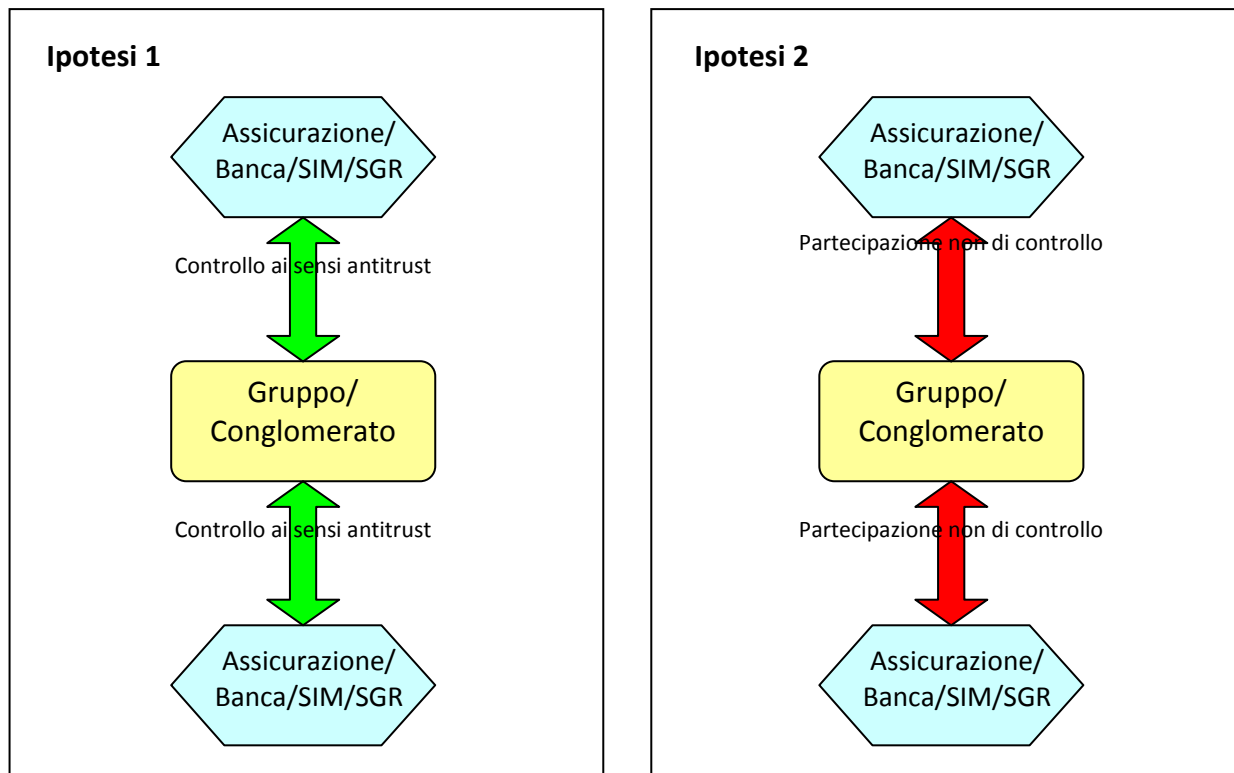 Ipotesi 1
Assicurazione/
Banca/SIM/SGR
Controllo ai sensi antitrust
Gruppo/
Conglomerato
Controllo ai sensi antitrust
Assicurazione/
Banca/SIM/SGR
Ipotesi 2
Assicurazione/
Banca/SIM/SGR
Partecipazione non di controllo
Gruppo/
Conglomerato
Partecipazione non di controllo
Assicurazione/
Banca/SIM/SGR